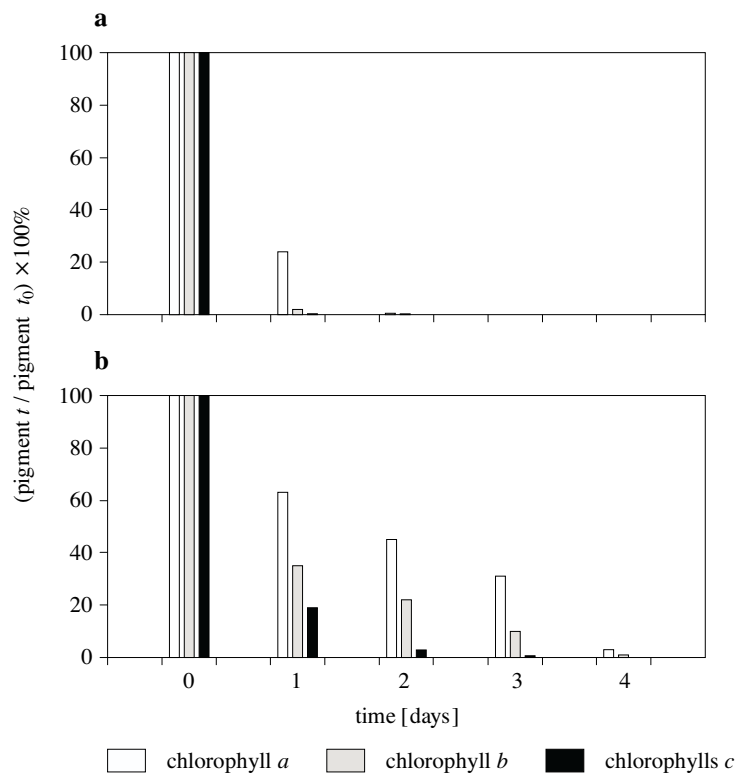 a
100
80
60
40
20
0
b
100
80
60
40
20
0
0 1 2 3 4
(pigment t / pigment t₀) ×100%
time [days]
chlorophyll a chlorophyll b chlorophylls c